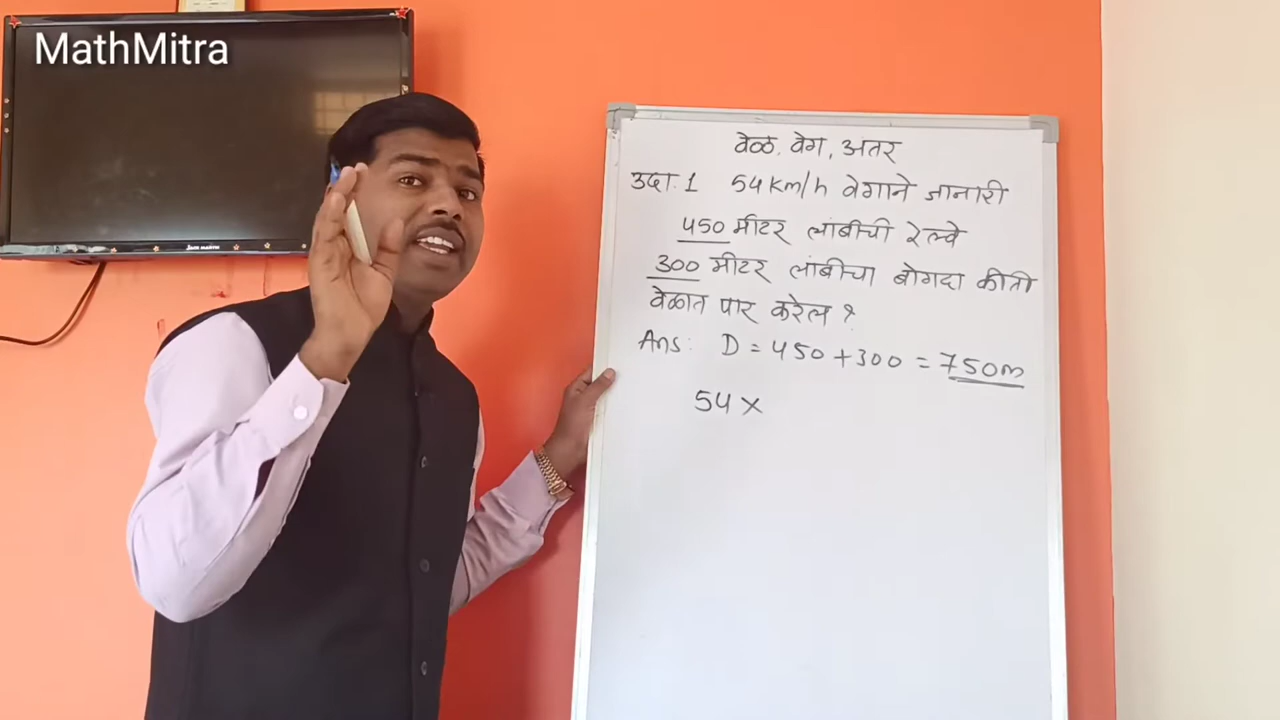 MathMitra
वेळ, वेग, अंतर
उदा. 1 54 Km/h वेगाने जानारी
450 मीटर लांबीची रेल्वे
300 मीटर लांबीचा बोगदा कीती
वेळात पार करेल ?
Ans: D = 450 + 300 = 750m
54 ×